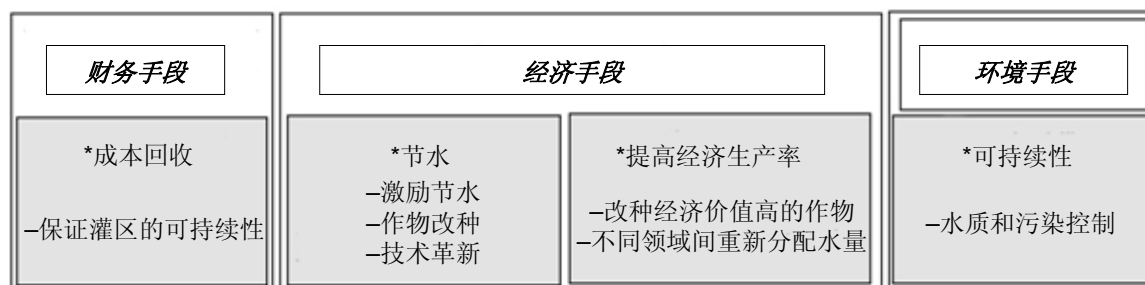 财务手段
*成本回收
–保证灌区的可持续性
经济手段
*节水
–激励节水
–作物改种
–技术革新
*提高经济生产率
–改种经济价值高的作物
–不同领域间重新分配水量
环境手段
*可持续性
–水质和污染控制